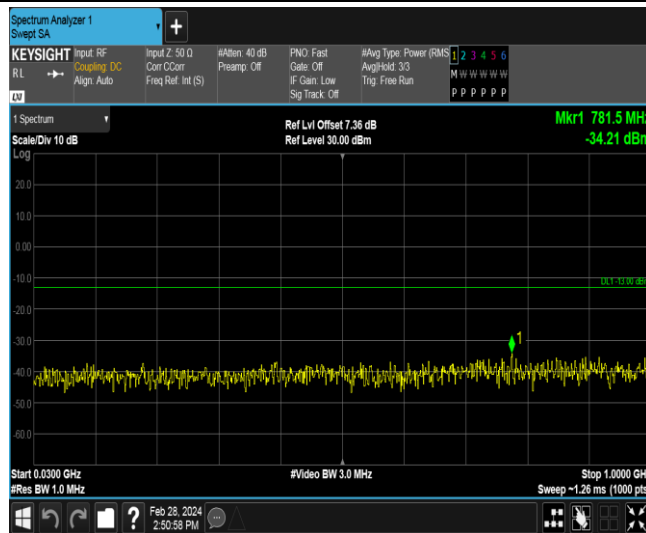 Spectrum Analyzer 1
Swept SA
+
KEYSIGHT Input: RF Input Z: 50 Ω #Atten: 40 dB PNO: Fast #Avg Type: Power (RMS 1 2 3 4 5 6
RL Coupling: DC Corr CCorr Preamp: Off Gate: Off Avg|Hold: 3/3 M W W W W W
Align: Auto Freq Ref: Int (S) IF Gain: Low Trig: Free Run
Sig Track: Off P P P P P P
LXI
1 Spectrum Ref Lvl Offset 7.36 dB Mkr1 781.5 MHz
Scale/Div 10 dB Ref Level 30.00 dBm -34.21 dBm
Log
20.0
10.0
0.00
-10.0 DL1 -13.00 dBm
-20.0
-30.0 1
-40.0
-50.0
-60.0
Start 0.0300 GHz #Video BW 3.0 MHz Stop 1.0000 GH
#Res BW 1.0 MHz Sweep ~1.26 ms (1000 pts
? Feb 28, 2024
2:50:58 PM